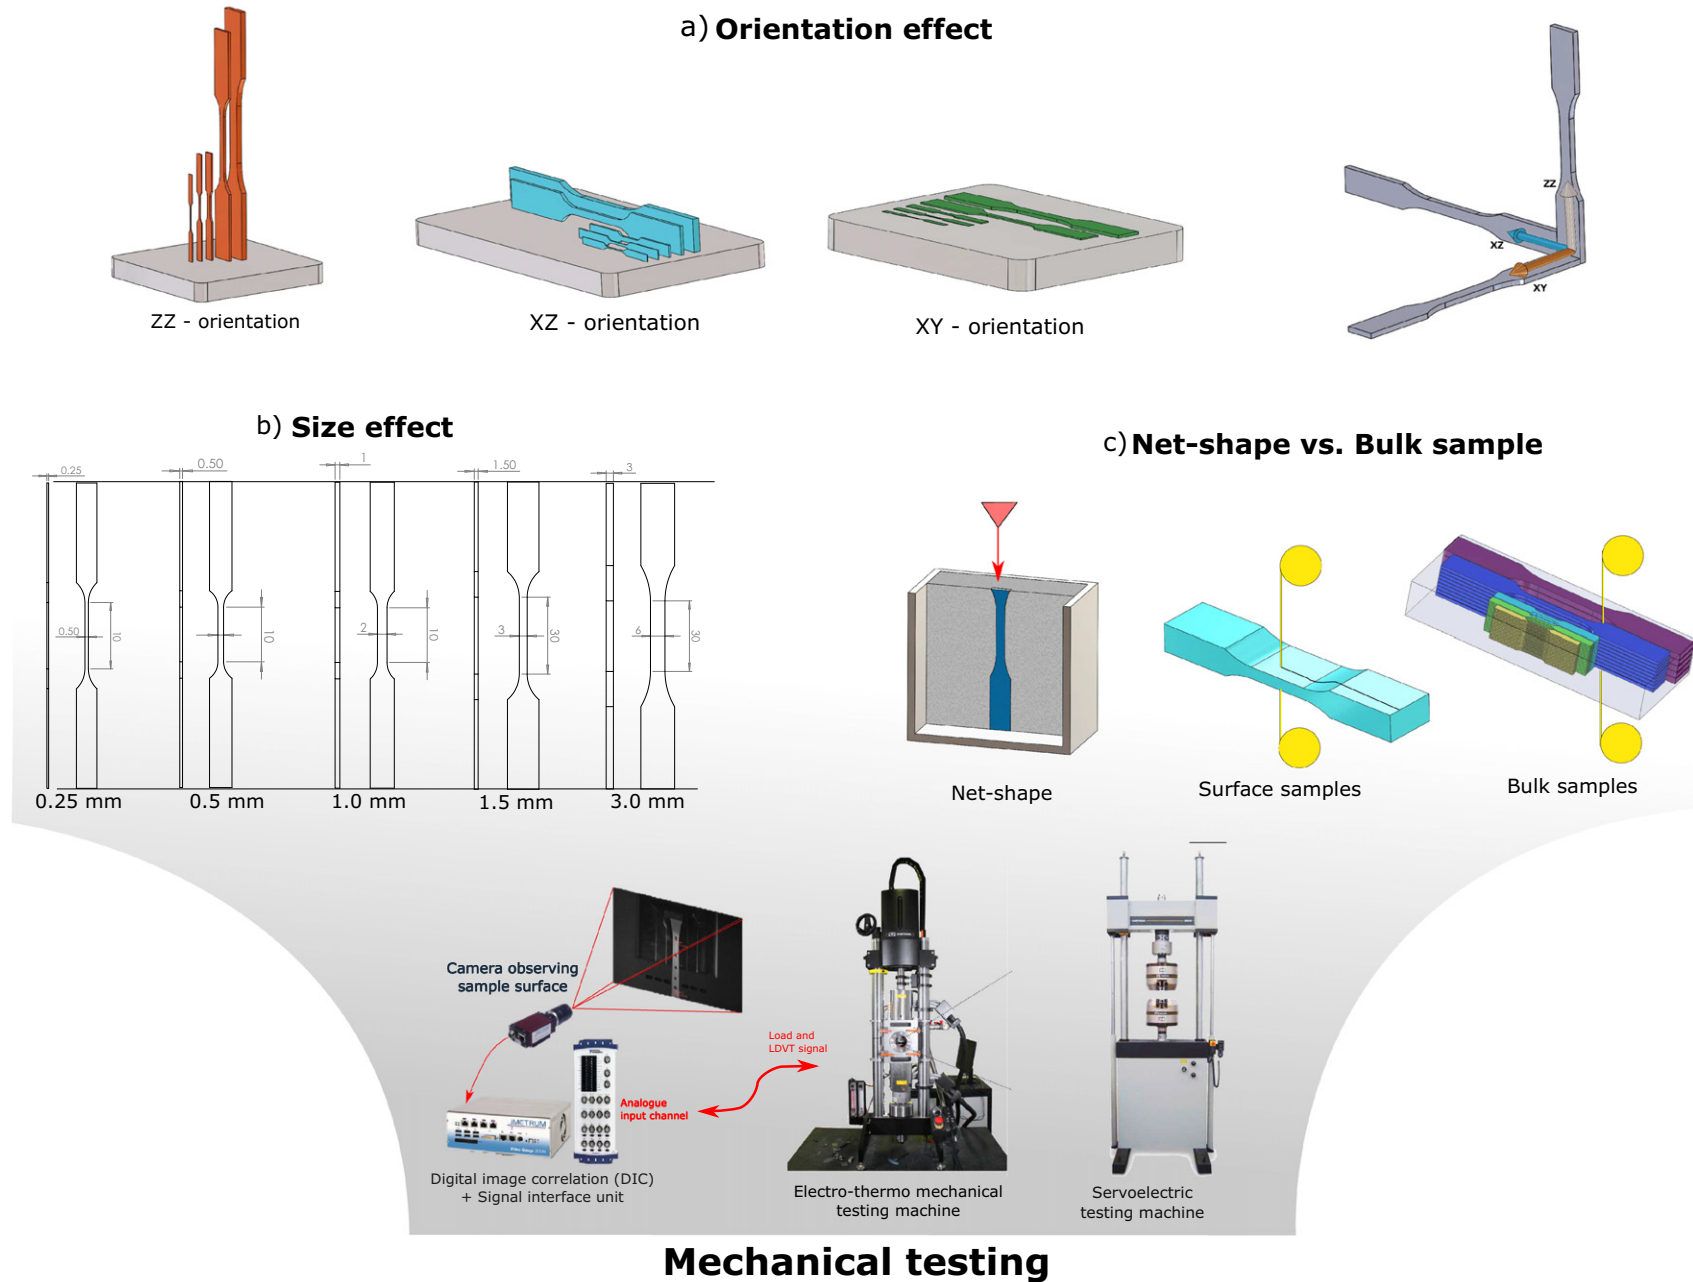 a) Orientation effect
ZZ
XZ
XY
ZZ - orientation
XZ - orientation
XY - orientation
b) Size effect
c) Net-shape vs. Bulk sample
0.25
0.50
1
1.50
3
0.50
10
10
2
10
3
30
6
30
0.25 mm
0.5 mm
1.0 mm
1.5 mm
3.0 mm
Net-shape
Surface samples
Bulk samples
Camera observing
sample surface
Load and
LDVT signal
Analogue
input channel
iMETRUM
Digital image correlation (DIC)
+ Signal interface unit
Electro-thermo mechanical
testing machine
Servoelectric
testing machine
Mechanical testing